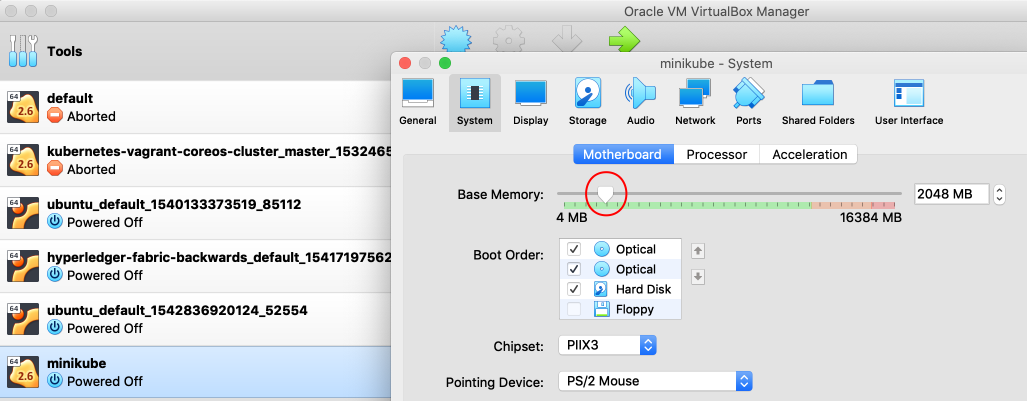 Oracle VM VirtualBox Manager
Tools
minikube - System
General System Display Storage Audio Network Ports Shared Folders User Interface
Motherboard Processor Acceleration
64
2.6
default
Aborted
64
2.6
kubernetes-vagrant-coreos-cluster_master_1532465
Aborted
64
ubuntu_default_1540133373519_85112
Powered Off
64
hyperledger-fabric-backwards_default_15417197562
Powered Off
64
ubuntu_default_1542836920124_52554
Powered Off
64
2.6
minikube
Powered Off
Base Memory: 2048 MB
4 MB 16384 MB
Boot Order: Optical
Optical
Hard Disk
Floppy
Chipset: PIIX3
Pointing Device: PS/2 Mouse